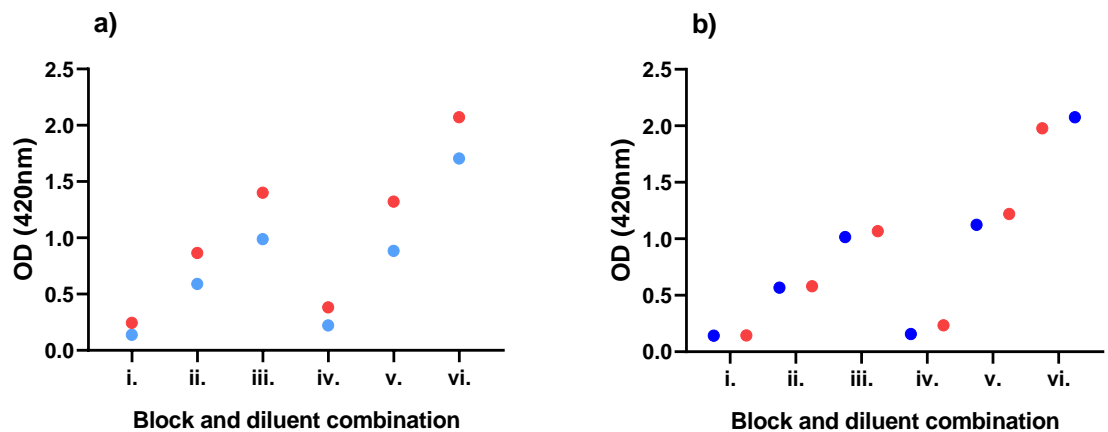 a)
OD (420nm)
2.5
2.0
1.5
1.0
0.5
0.0
i. ii. iii. iv. v. vi.
Block and diluent combination
b)
OD (420nm)
2.5
2.0
1.5
1.0
0.5
0.0
i. ii. iii. iv. v. vi.
Block and diluent combination